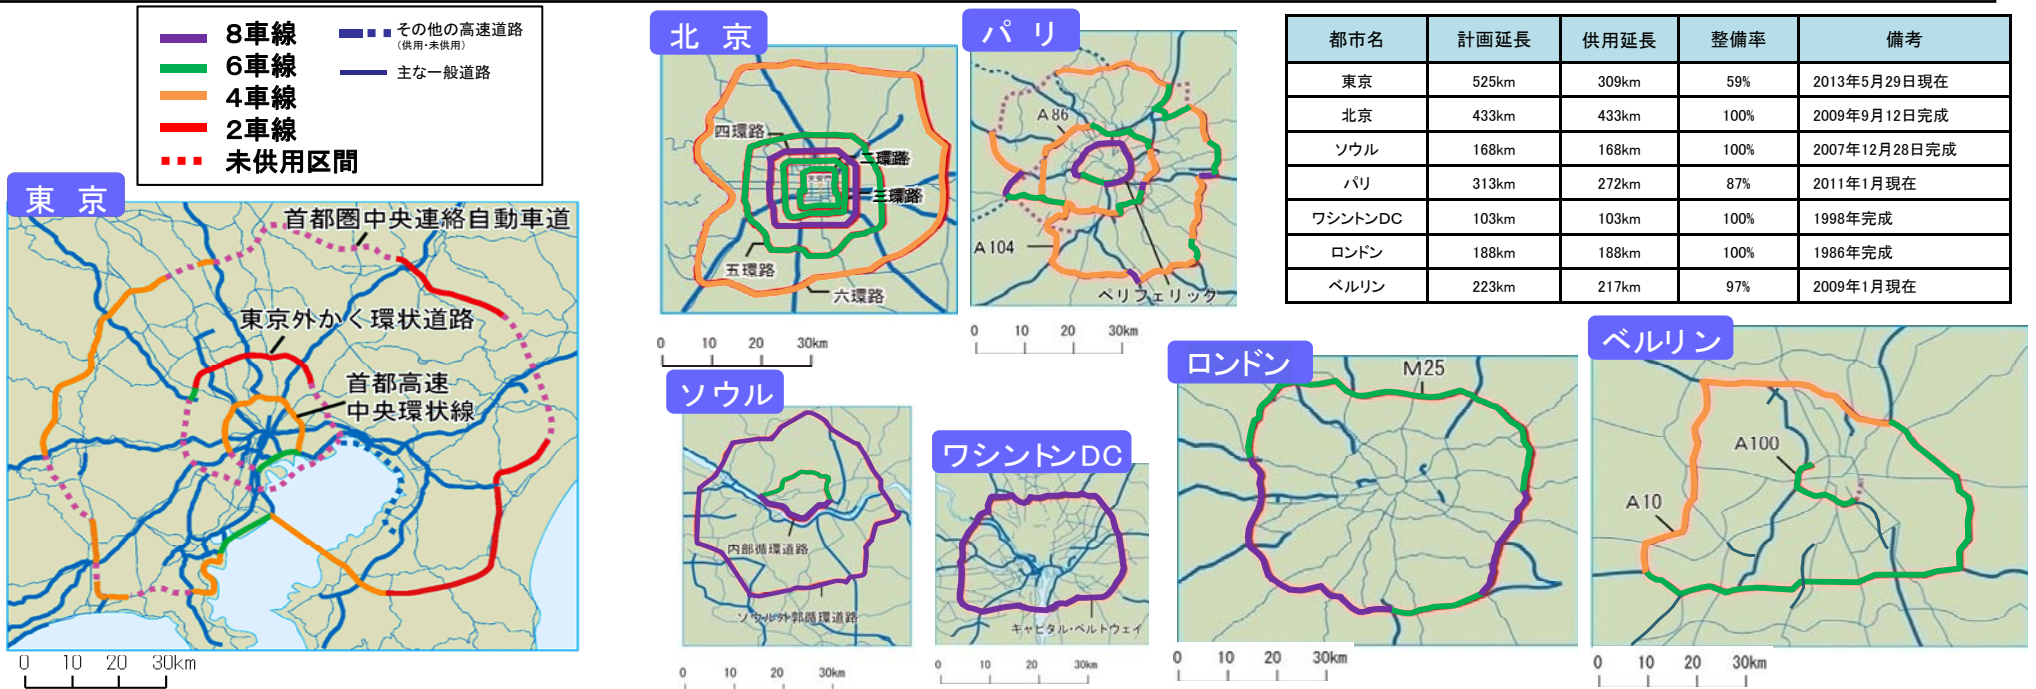 8車線
6車線
4車線
2車線
未供用区間
その他の高速道路
（供用・未供用）
主な一般道路
東 京
首都圏中央連絡自動車道
東京外かく環状道路
首都高速
中央環状線
0 10 20 30km
北 京
四環路
二環路
三環路
五環路
六環路
0 10 20 30km
パ リ
A86
A104
ペリフェリック
0 10 20 30km
都市名 計画延長 供用延長 整備率 備考
東京 525km 309km 59% 2013年5月29日現在
北京 433km 433km 100% 2009年9月12日完成
ソウル 168km 168km 100% 2007年12月28日完成
パリ 313km 272km 87% 2011年1月現在
ワシントンDC 103km 103km 100% 1998年完成
ロンドン 188km 188km 100% 1986年完成
ベルリン 223km 217km 97% 2009年1月現在
ソウル
内部循環道路
ソウル外郭循環道路
0 10 20 30km
ワシントンDC
キャピタル・ベルトウェイ
0 10 20 30km
ロンドン
M25
0 10 20 30km
ベルリン
A100
A10
0 10 20 30km